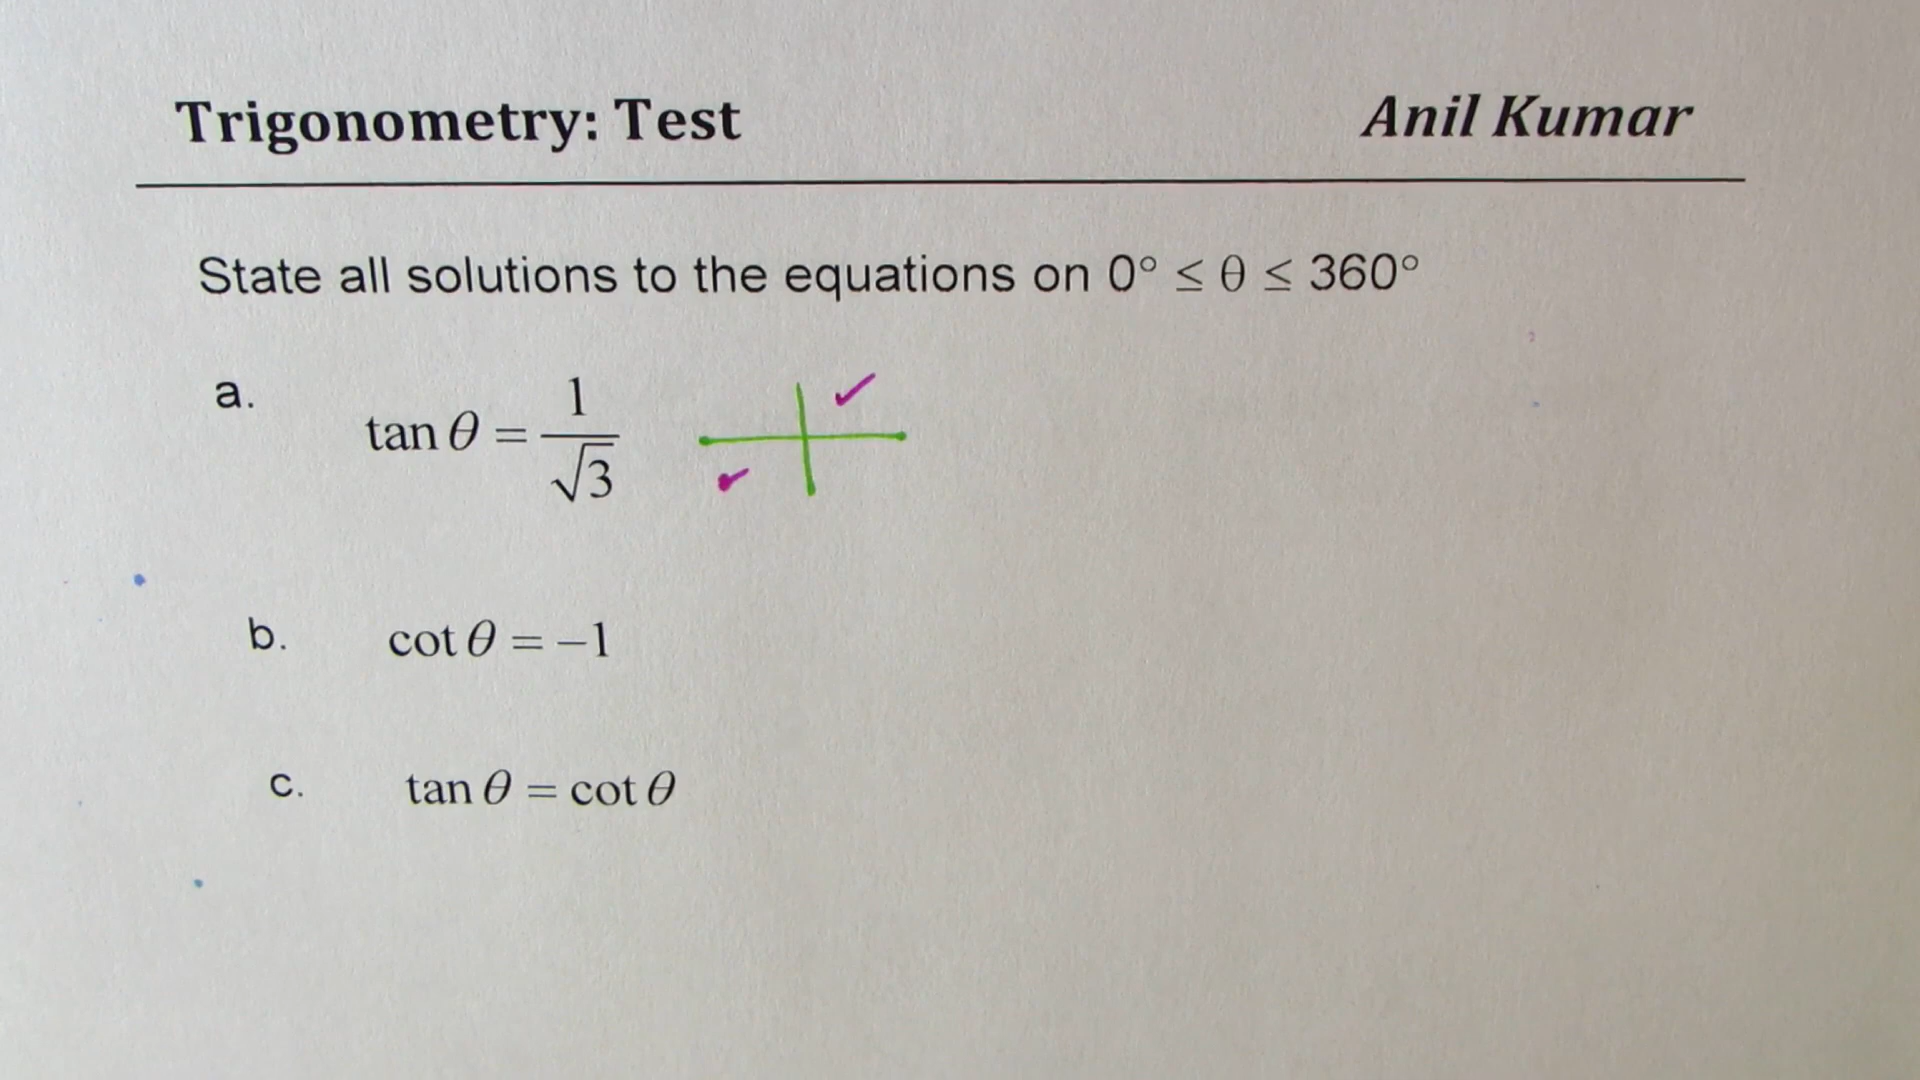 Trigonometry: Test Anil Kumar
State all solutions to the equations on 0° ≤ θ ≤ 360°
a. tan θ = 1/√3
b. cot θ = −1
c. tan θ = cot θ